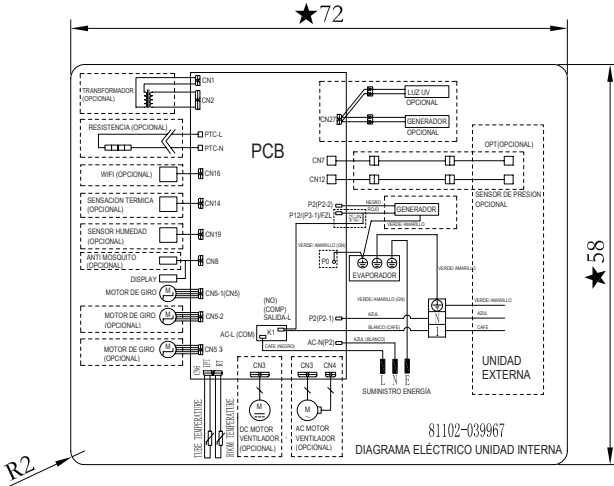 ★72
★58
R2
TRANSFORMADOR
(OPCIONAL)
CN1
CN2
RESISTENCIA (OPCIONAL)
PTC-L
PTC-N
WIFI (OPCIONAL)
CN16
SENSACION TERMICA
(OPCIONAL)
CN14
SENSOR HUMEDAD
(OPCIONAL)
CN19
ANTI MOSQUITO
(OPCIONAL)
CN8
DISPLAY
MOTOR DE GIRO
M
CN5-1(CN5)
MOTOR DE GIRO
(OPCIONAL)
M
CN5-2
MOTOR DE GIRO
(OPCIONAL)
M
CN5 3
PCB
CN27
LUZ UV
OPCIONAL
GENERADOR
OPCIONAL
CN7
CN12
OPT(OPCIONAL)
SENSOR DE PRESION
OPCIONAL
P2(P2-2)
NEGRO
P12/(P3-1)/FZL
ROJO
GENERADOR
VERDE/ AMARILLO
VERDE/ AMARILLO (GN)
P0
EVAPORADOR
VERDE/ AMARILLO
VERDE/ AMARILLO (GN)
VERDE/ AMARILLO
(NO)
(COMP)
SALIDA-L
AC-L (COM)
K1
CAFE (NEGRO)
P2(P2-1)
AZUL
N
AZUL
BLANCO (CAFE)
1
CAFE
AC-N(P2)
AZUL (BLANCO)
L N E
SUMINISTRO ENERGÍA
UNIDAD
EXTERNA
CN6
IPT
RT
TUBE TEMPERATURE
ROOM TEMPERATURE
CN3
M
DC MOTOR
VENTILADOR
(OPCIONAL)
CN3
CN4
M
AC MOTOR
VENTILADOR
(OPCIONAL)
81102-039967
DIAGRAMA ELÉCTRICO UNIDAD INTERNA